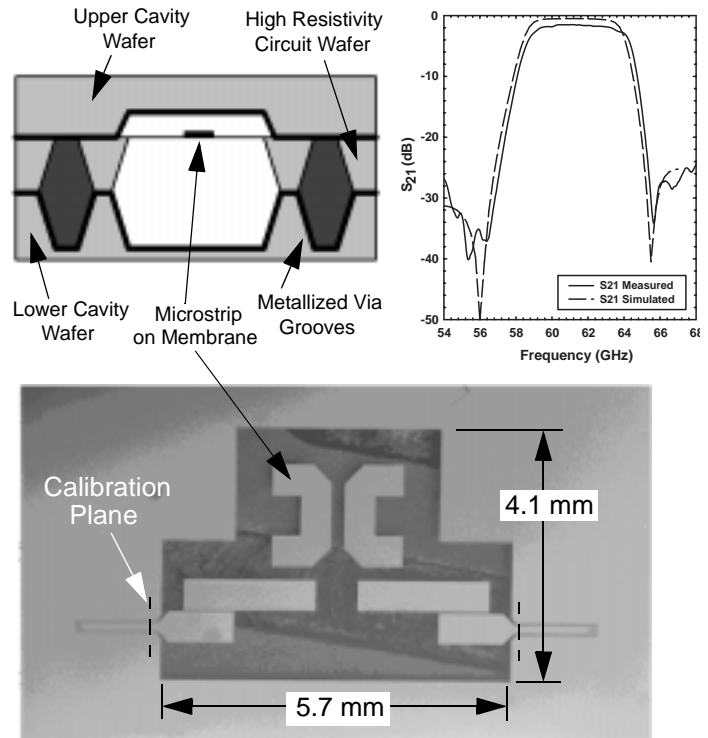 Upper Cavity
Wafer
High Resistivity
Circuit Wafer
Lower Cavity
Wafer
Microstrip
on Membrane
Metallized Via
Grooves
0
-10
-20
-30
-40
-50
S21 (dB)
S21 Measured
S21 Simulated
54 56 58 60 62 64 66 68
Frequency (GHz)
Calibration
Plane
4.1 mm
5.7 mm